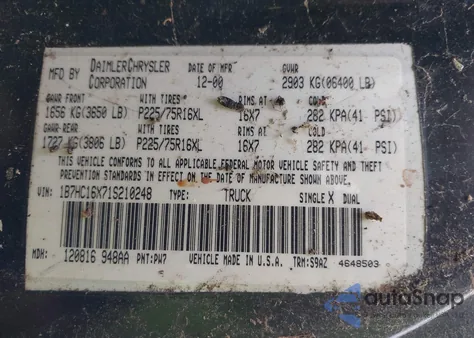 MFD BY DAIMLERCHRYSLER CORPORATION DATE OF MFR 12-00 GVWR 2903 KG(06400 LB)
GAWR FRONT WITH TIRES RIMS AT COLD
1656 KG(3650 LB) P225/75R16XL 16X7 282 KPA(41 PSI)
GAWR REAR WITH TIRES RIMS AT COLD
1727 KG(3806 LB) P225/75R16XL 16X7 282 KPA(41 PSI)
THIS VEHICLE CONFORMS TO ALL APPLICABLE FEDERAL MOTOR VEHICLE SAFETY AND THEFT
PREVENTION STANDARDS IN EFFECT ON THE DATE OF MANUFACTURE SHOWN ABOVE
VIN: 1B7HC16X71S210248 TYPE: TRUCK SINGLE X DUAL
MDH: 120816 948AA PNT:PW7 VEHICLE MADE IN U.S.A. TRM:S9AZ 4648503
autoSnap